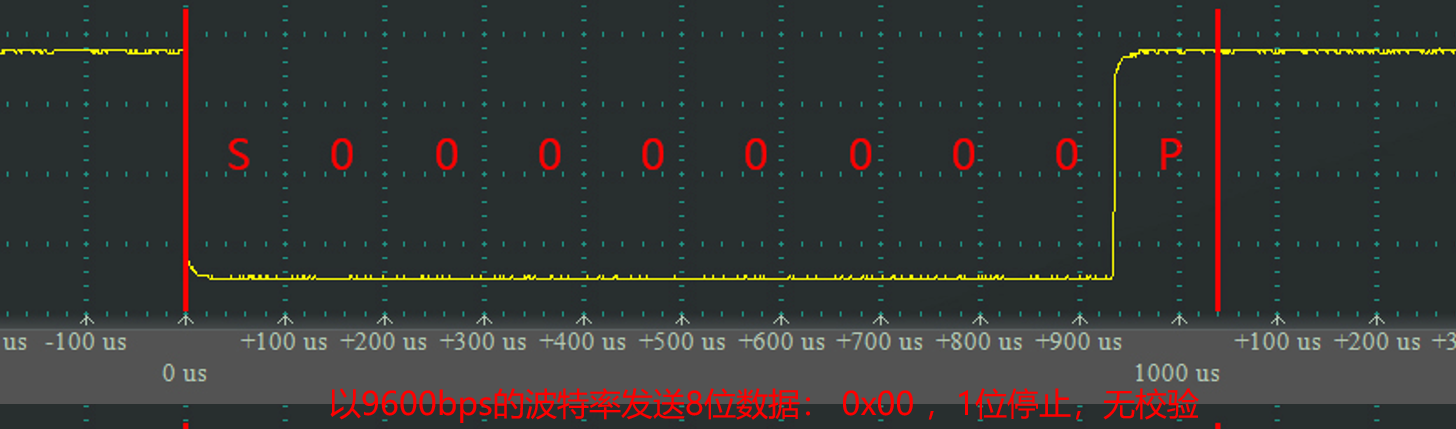 S 0 0 0 0 0 0 0 0 P
us -100 us +100 us +200 us +300 us +400 us +500 us +600 us +700 us +800 us +900 us +100 us +200 us +3
0 us 1000 us
以9600bps的波特率发送8位数据： 0x00 ，1位停止，无校验